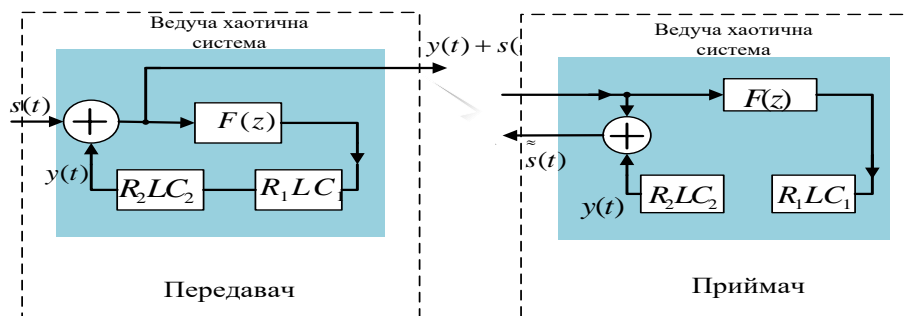 Ведуча хаотична
система
s(t)
y(t)
F(z)
R₂LC₂
R₁LC₁
Передавач
y(t) + s(
Ведуча хаотична
система
F(z)
s̃̃(t)
y(t)
R₂LC₂
R₁LC₁
Приймач